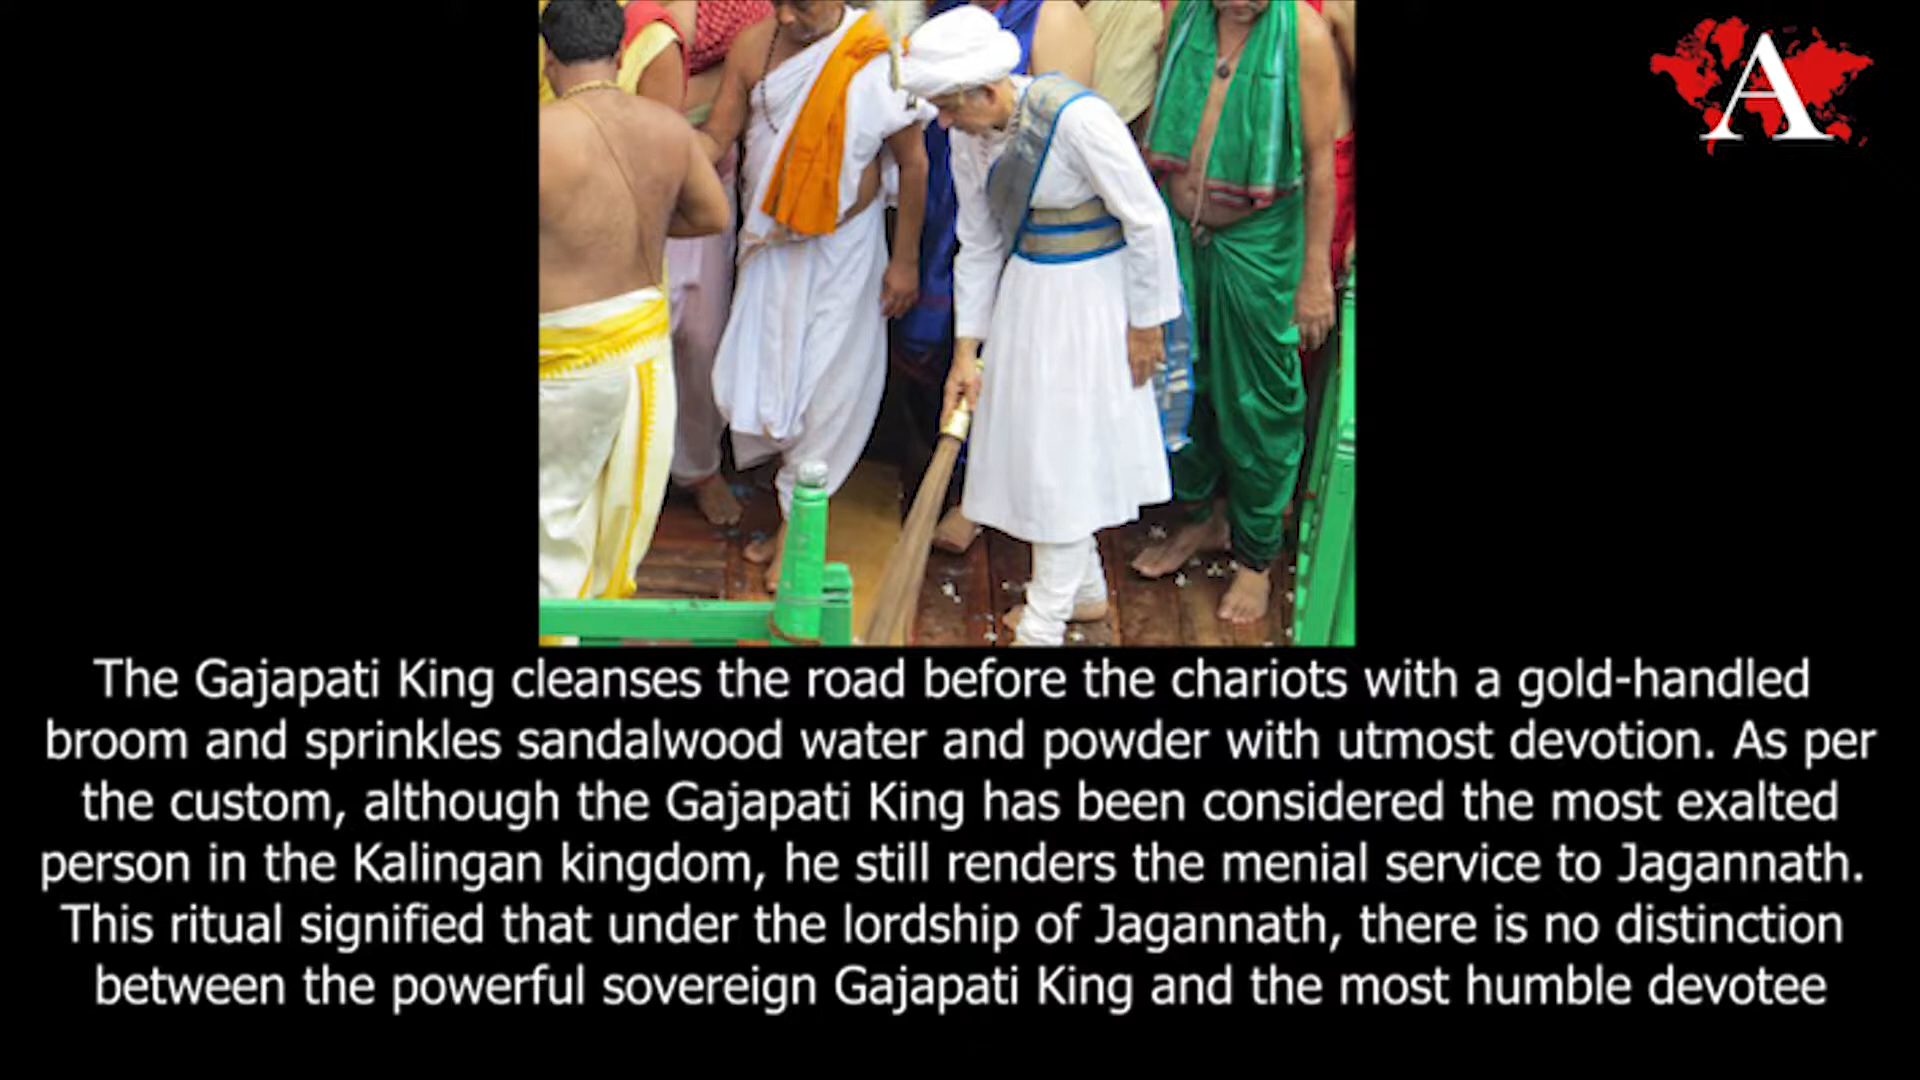 A
The Gajapati King cleanses the road before the chariots with a gold-handled
broom and sprinkles sandalwood water and powder with utmost devotion. As per
the custom, although the Gajapati King has been considered the most exalted
person in the Kalingan kingdom, he still renders the menial service to Jagannath.
This ritual signified that under the lordship of Jagannath, there is no distinction
between the powerful sovereign Gajapati King and the most humble devotee